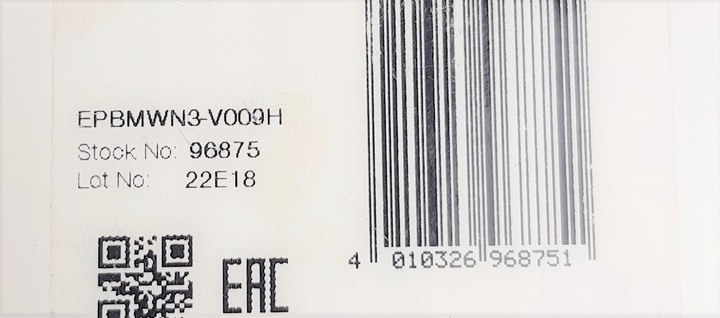 EPBMWN3-V009H
Stock No: 96875
Lot No: 22E18
EAC
4 010326 968751